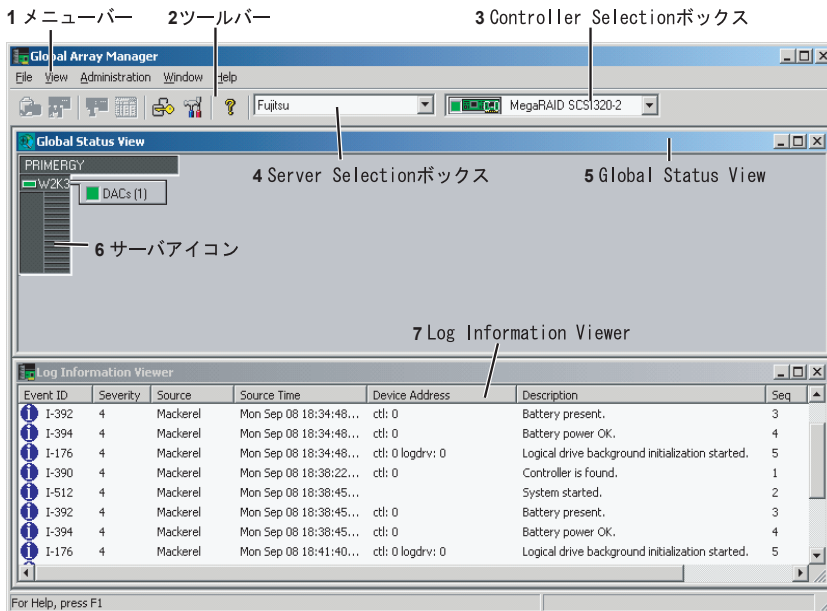 1 メニューバー 2ツールバー 3 Controller Selectionボックス
Global Array Manager
File View Administration Window Help
Fujitsu MegaRAID SCSI 320-2
Global Status View
PRIMERGY
W2K3
DACs (1)
4 Server Selectionボックス 5 Global Status View
6 サーバアイコン
7 Log Information Viewer
Log Information Viewer
Event ID Severity Source Source Time Device Address Description Seq
I-392 4 Mackerel Mon Sep 08 18:34:48... ctl: 0 Battery present. 3
I-394 4 Mackerel Mon Sep 08 18:34:48... ctl: 0 Battery power OK. 4
I-176 4 Mackerel Mon Sep 08 18:34:48... ctl: 0 logdrv: 0 Logical drive background initialization started. 5
I-390 4 Mackerel Mon Sep 08 18:38:22... ctl: 0 Controller is found. 1
I-512 4 Mackerel Mon Sep 08 18:38:45... System started. 2
I-392 4 Mackerel Mon Sep 08 18:38:45... ctl: 0 Battery present. 3
I-394 4 Mackerel Mon Sep 08 18:38:45... ctl: 0 Battery power OK. 4
I-176 4 Mackerel Mon Sep 08 18:41:40... ctl: 0 logdrv: 0 Logical drive background initialization started. 5
For Help, press F1